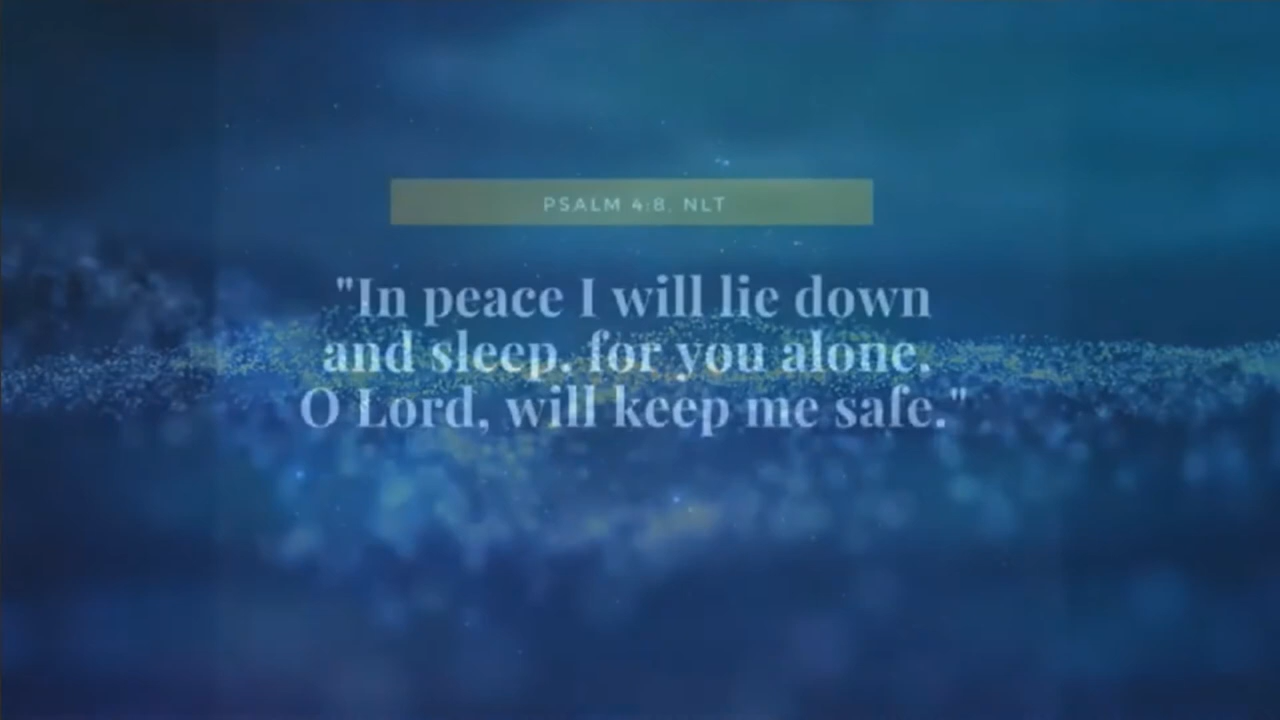 PSALM 4:8, NLT
"In peace I will lie down
and sleep, for you alone,
O Lord, will keep me safe."